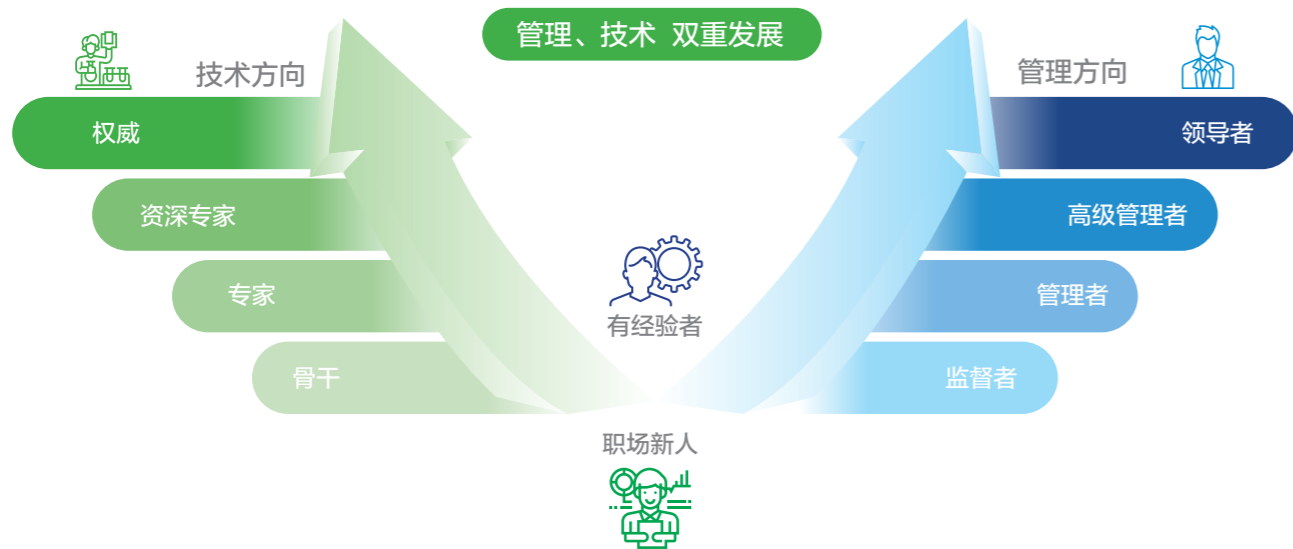 管理、技术 双重发展
技术方向
管理方向
权威
领导者
资深专家
高级管理者
专家
管理者
有经验者
骨干
监督者
职场新人